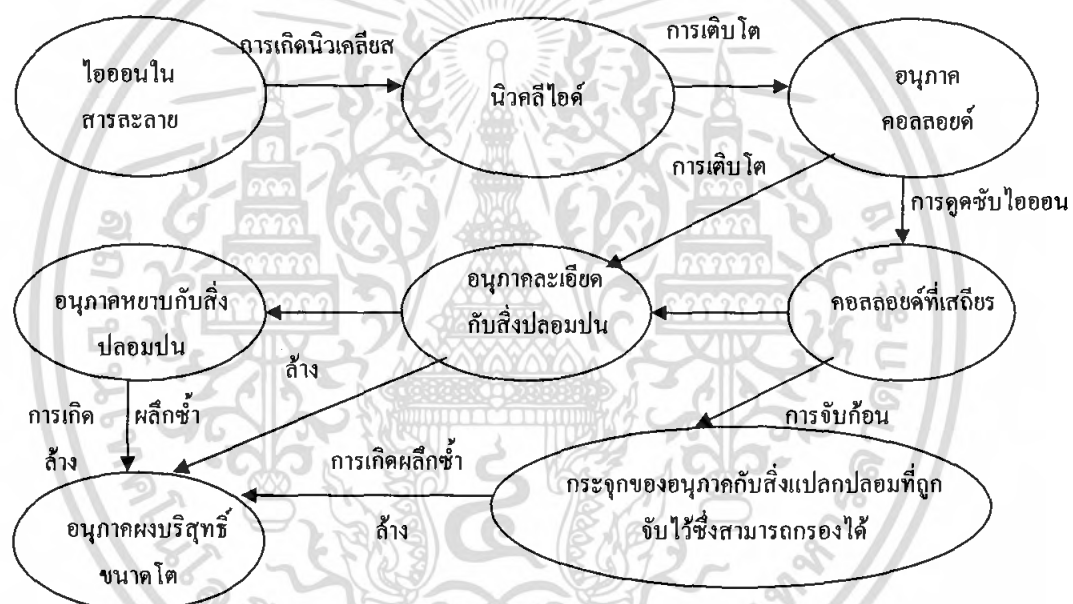 ไอออนใน
สารละลาย
การเกิดนิวเคลียส
นิวคลีไอด์
การเติบโต
อนุภาค
คอลลอยด์
การเติบโต
การดูดซับไอออน
อนุภาคหยาบกับสิ่ง
ปลอมปน
อนุภาคละเอียด
กับสิ่งปลอมปน
คอลลอยด์ที่เสถียร
ล้าง
การเกิด ผลึกซ้ำ
ล้าง
การจับก้อน
การเกิดผลึกซ้ำ
ล้าง
อนุภาคผงบริสุทธิ์
ขนาดโต
กระจุกของอนุภาคกับสิ่งแปลกปลอมที่ถูก
จับไว้ซึ่งสามารถกรองได้